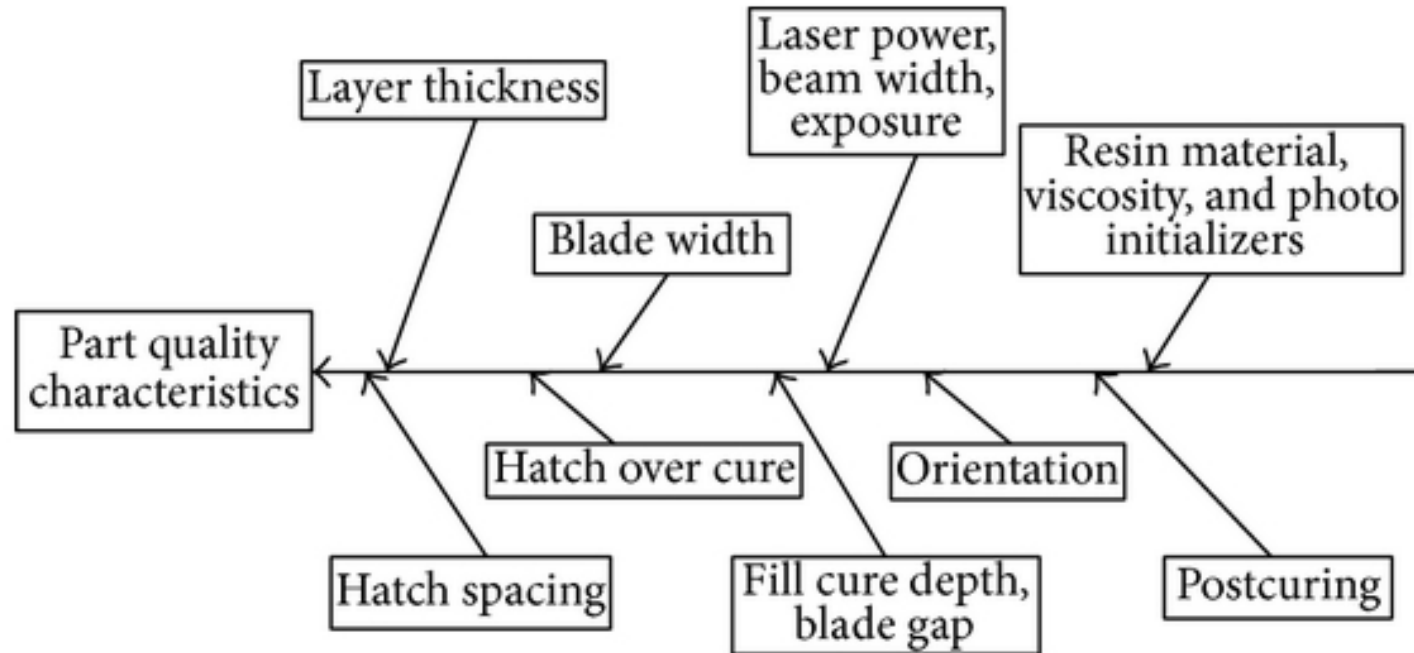 Laser power,
beam width,
exposure
Layer thickness
Resin material,
viscosity, and photo
initializers
Blade width
Part quality
characteristics
Hatch over cure
Orientation
Hatch spacing
Fill cure depth,
blade gap
Postcuring